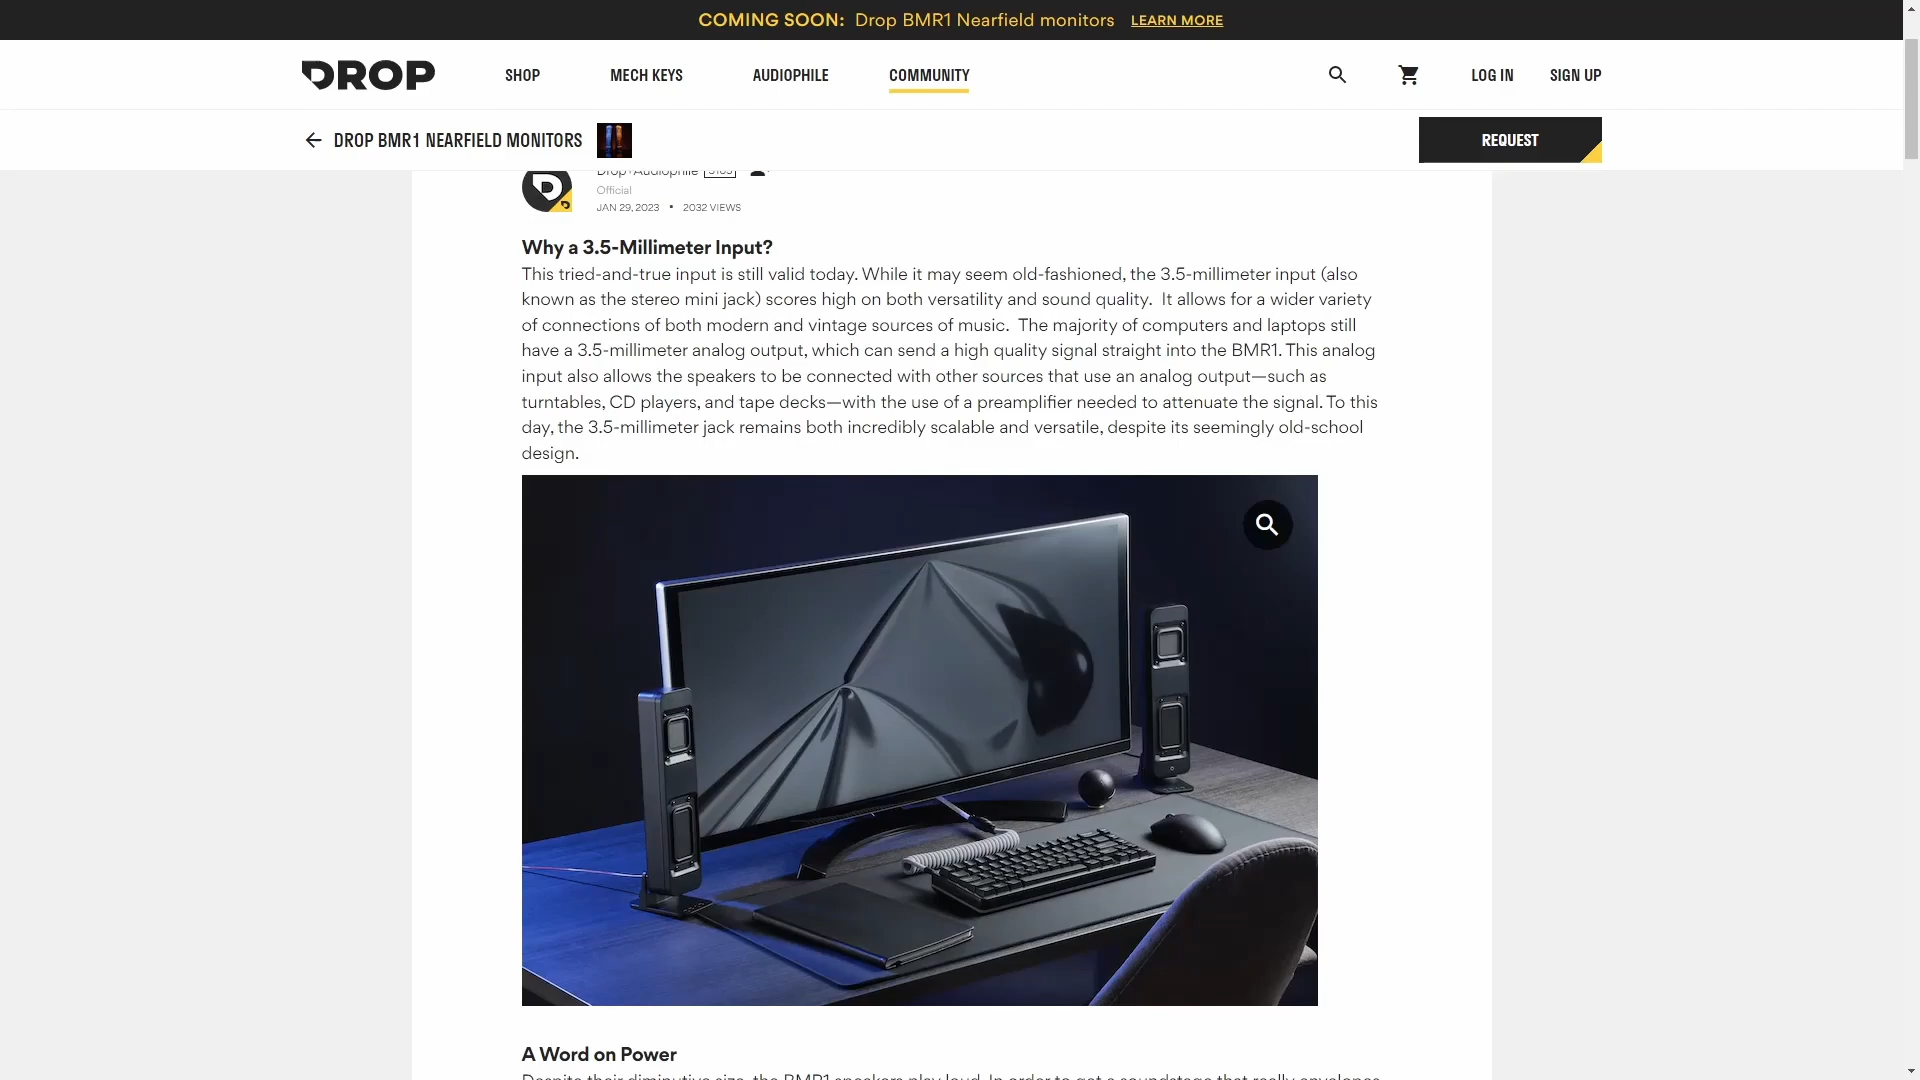 COMING SOON: Drop BMR1 Nearfield monitors LEARN MORE
DROP SHOP MECH KEYS AUDIOPHILE COMMUNITY LOG IN SIGN UP
DROP BMR1 NEARFIELD MONITORS REQUEST
Official
JAN 29, 2023 • 2032 VIEWS
Why a 3.5-Millimeter Input?
This tried-and-true input is still valid today. While it may seem old-fashioned, the 3.5-millimeter input (also
known as the stereo mini jack) scores high on both versatility and sound quality. It allows for a wider variety
of connections of both modern and vintage sources of music. The majority of computers and laptops still
have a 3.5-millimeter analog output, which can send a high quality signal straight into the BMR1. This analog
input also allows the speakers to be connected with other sources that use an analog output—such as
turntables, CD players, and tape decks—with the use of a preamplifier needed to attenuate the signal. To this
day, the 3.5-millimeter jack remains both incredibly scalable and versatile, despite its seemingly old-school
design.
A Word on Power